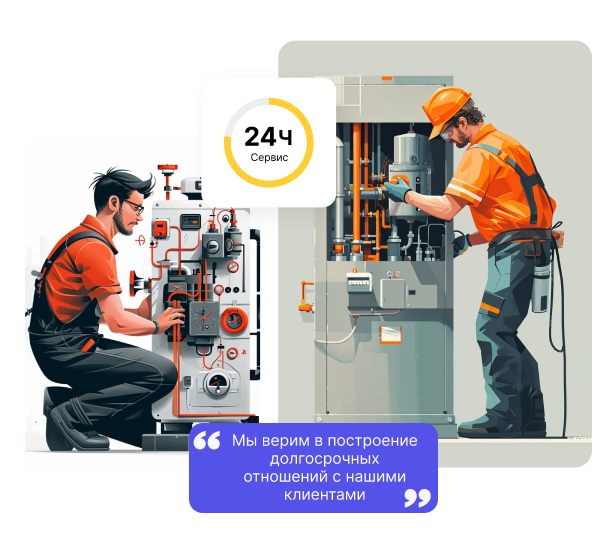 24ч
Сервис
Мы верим в построение
долгосрочных
отношений с нашими
клиентами